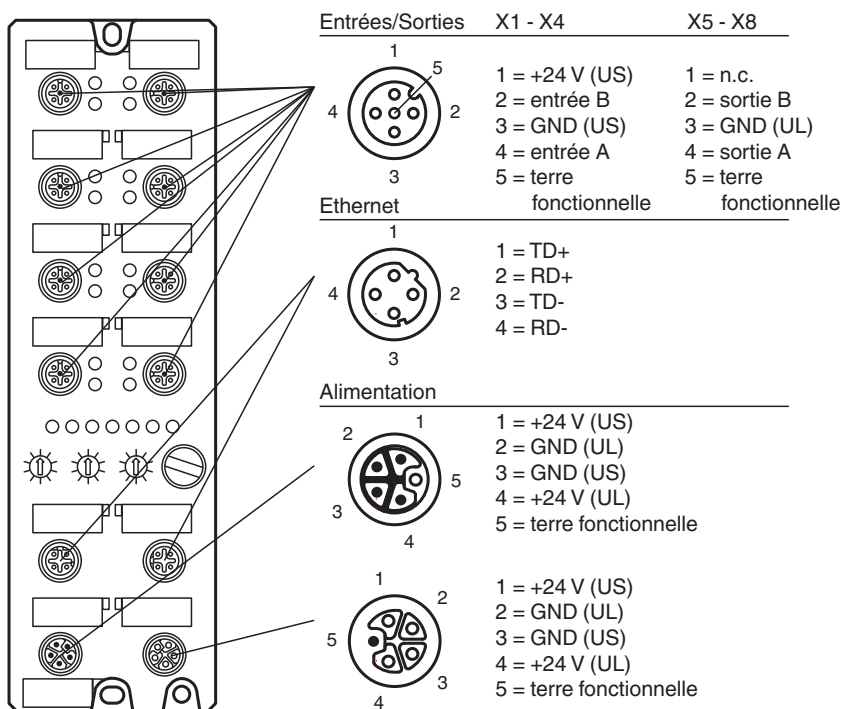 Entrées/Sorties X1 - X4 X5 - X8
1
5
4
2
3
1 = +24 V (US)
2 = entrée B
3 = GND (US)
4 = entrée A
5 = terre
fonctionnelle
1 = n.c.
2 = sortie B
3 = GND (UL)
4 = sortie A
5 = terre
fonctionnelle
Ethernet
1
4
2
3
1 = TD+
2 = RD+
3 = TD-
4 = RD-
Alimentation
2
1
5
3
4
1 = +24 V (US)
2 = GND (UL)
3 = GND (US)
4 = +24 V (UL)
5 = terre fonctionnelle
1
2
5
3
4
1 = +24 V (US)
2 = GND (UL)
3 = GND (US)
4 = +24 V (UL)
5 = terre fonctionnelle